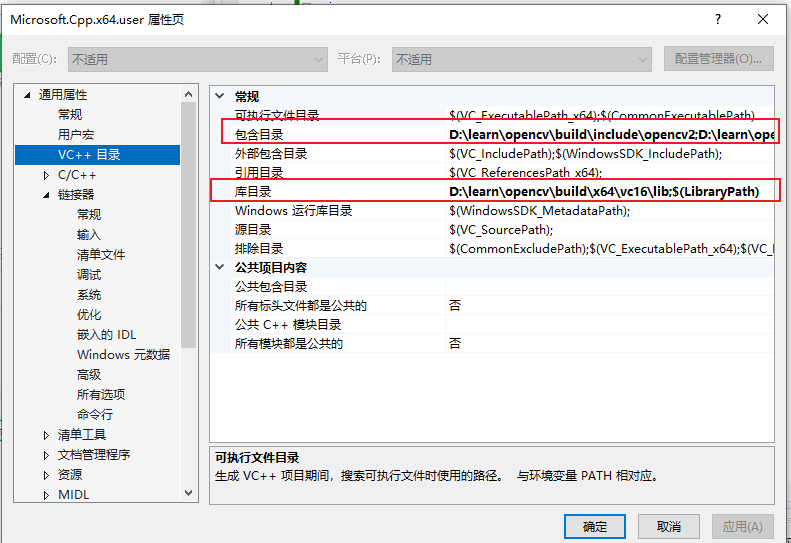 Microsoft.Cpp.x64.user 属性页
配置(C): 不适用 平台(P): 不适用 配置管理器(O)...
通用属性
常规
用户宏
VC++ 目录
C/C++
链接器
常规
输入
清单文件
调试
系统
优化
嵌入的 IDL
Windows 元数据
高级
所有选项
命令行
清单工具
文档管理程序
资源
MIDL
常规
可执行文件目录 $(VC_ExecutablePath_x64);$(CommonExecutablePath)
包含目录 D:\learn\opencv\build\include\opencv2;D:\learn\ope
外部包含目录 $(VC_IncludePath);$(WindowsSDK_IncludePath);
引用目录 $(VC_ReferencesPath_x64);
库目录 D:\learn\opencv\build\x64\vc16\lib;$(LibraryPath)
Windows 运行库目录 $(WindowsSDK_MetadataPath);
源目录 $(VC_SourcePath);
排除目录 $(CommonExcludePath);$(VC_ExecutablePath_x64);$(VC_I
公共项目内容
公共包含目录
所有标头文件都是公共的 否
公共 C++ 模块目录
所有模块都是公共的 否
可执行文件目录
生成 VC++ 项目期间，搜索可执行文件时使用的路径。 与环境变量 PATH 相对应。
确定 取消 应用(A)